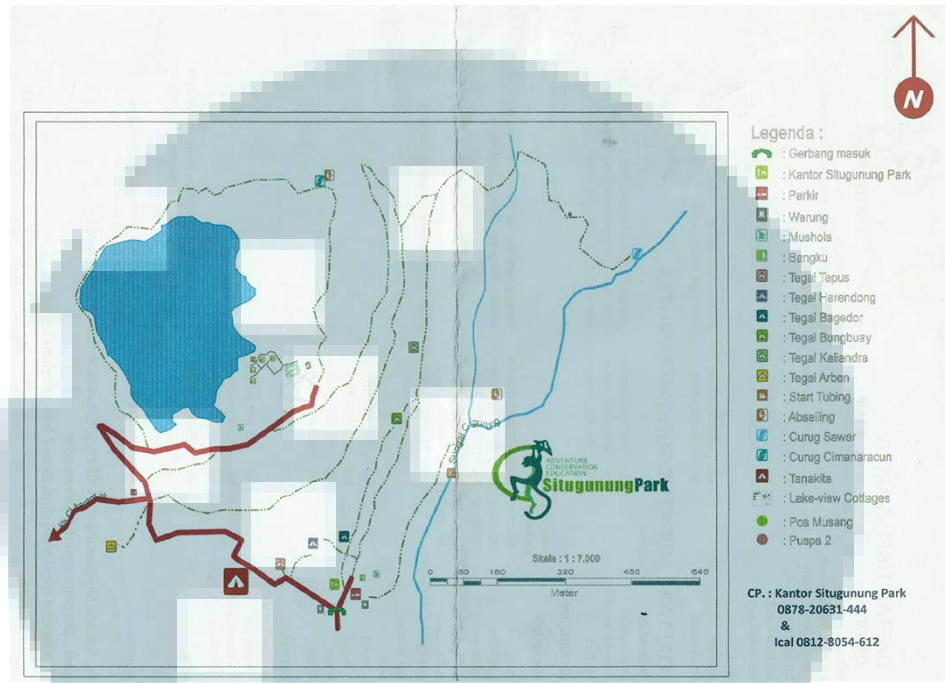 N
Legenda :
: Gerbang masuk
: Kantor Situgunung Park
: Parkir
: Warung
: Mushola
: Bangku
: Tegal Tepus
: Tegal Harendong
: Tegal Bagedor
: Tegal Bungbuay
: Tegal Kaliandra
: Tegal Arben
: Start Tubing
: Abseiling
: Curug Sawer
: Curug Cimanaracun
: Tanakita
: Lake-view Cottages
: Pos Musang
: Puspa 2
Sungai
ADVENTURE
CONSERVATION
EDUCATION
SitugunungPark
Skala : 1 : 7.000
0 80 160 320 480 640
Meter
CP. : Kantor Situgunung Park
0878-20631-444
&
Ical 0812-8054-612